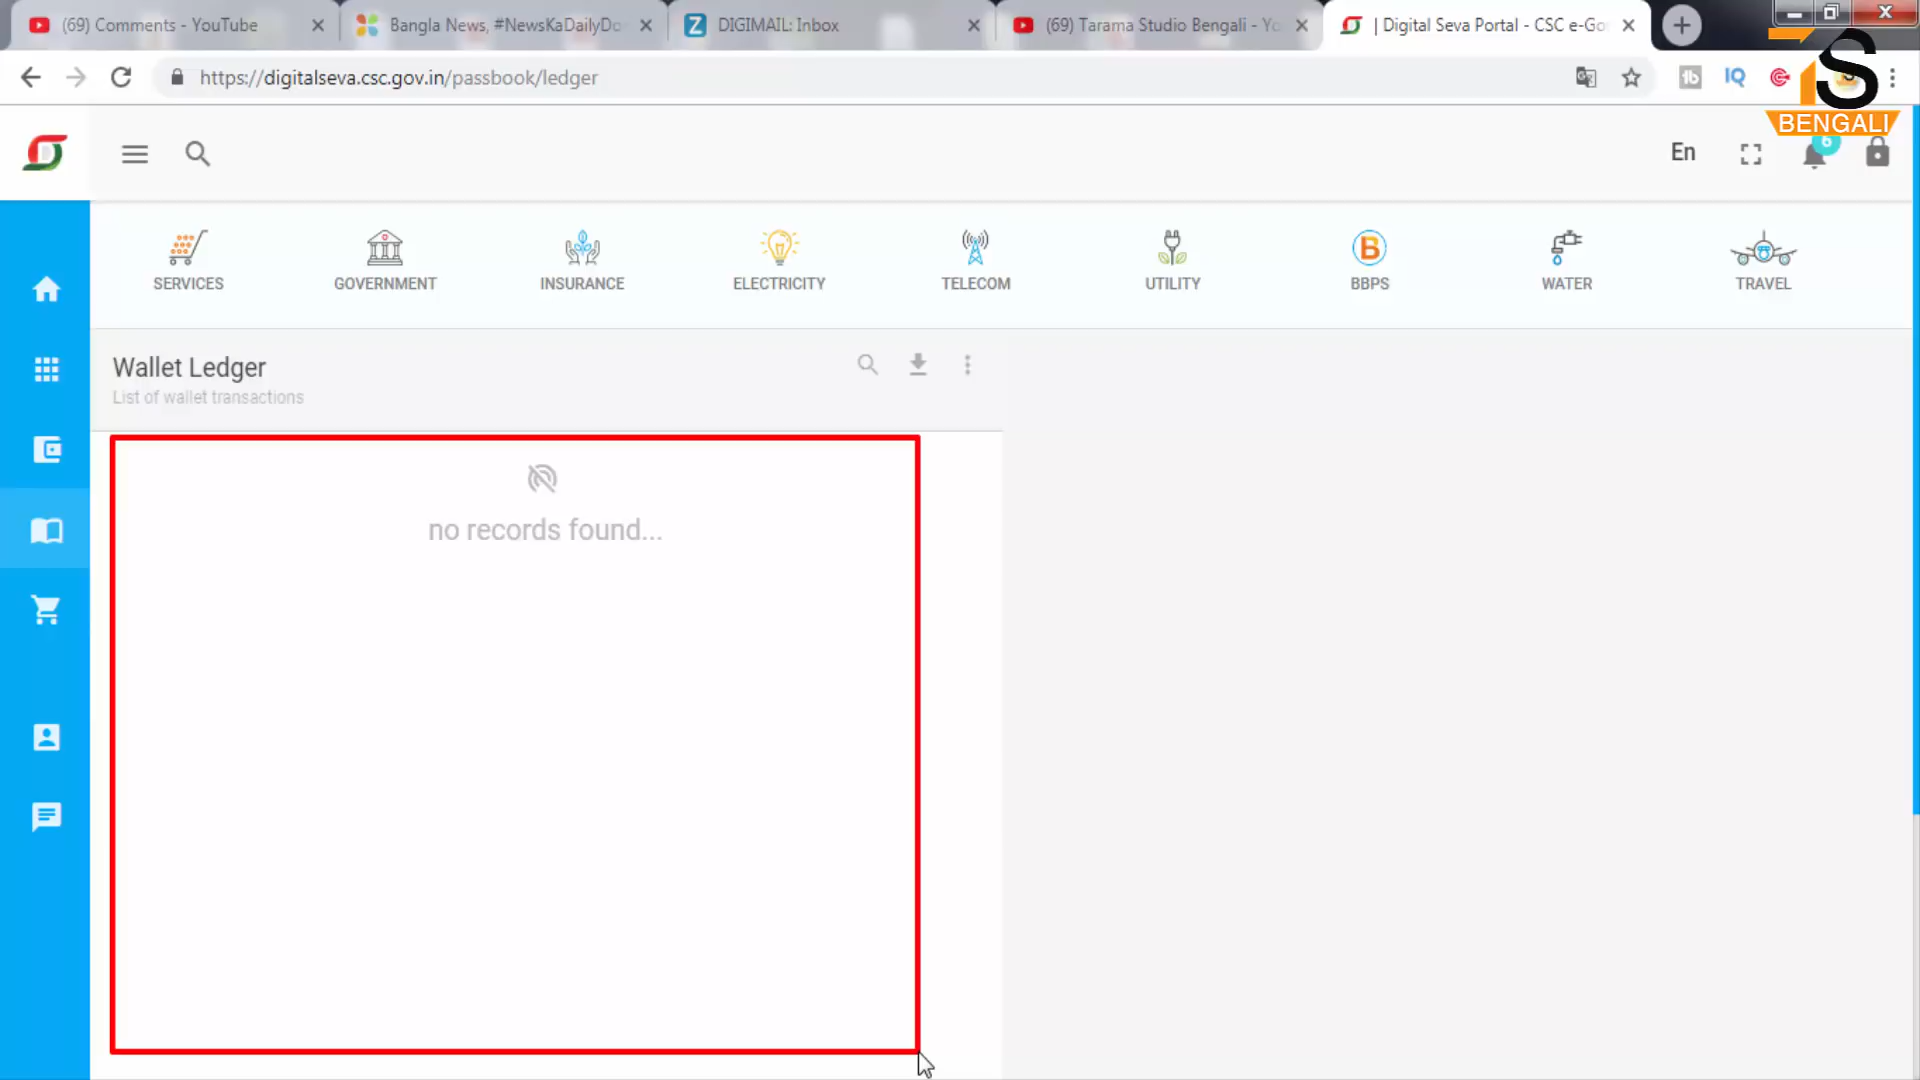 (69) Comments - YouTube
Bangla News, #NewsKaDailyDo
DIGIMAIL: Inbox
(69) Tarama Studio Bengali - Yo
| Digital Seva Portal - CSC e-Go
https://digitalseva.csc.gov.in/passbook/ledger
IQ
BENGALI
En
6
SERVICES
GOVERNMENT
INSURANCE
ELECTRICITY
TELECOM
UTILITY
BBPS
WATER
TRAVEL
Wallet Ledger
List of wallet transactions
no records found...